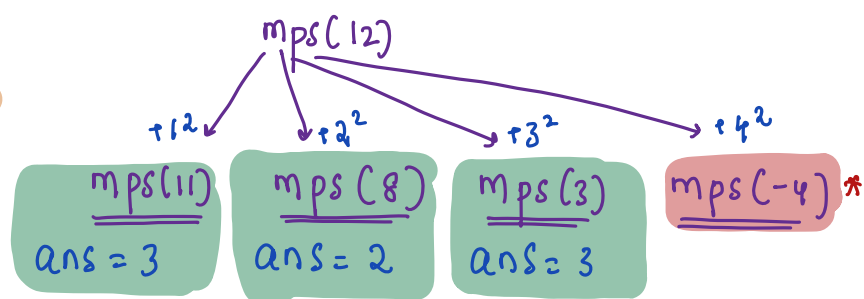 mps(12)
+1² +2² +3² +4²
mps(11) mps(8) mps(3) mps(-4) *
ans = 3 ans = 2 ans = 3